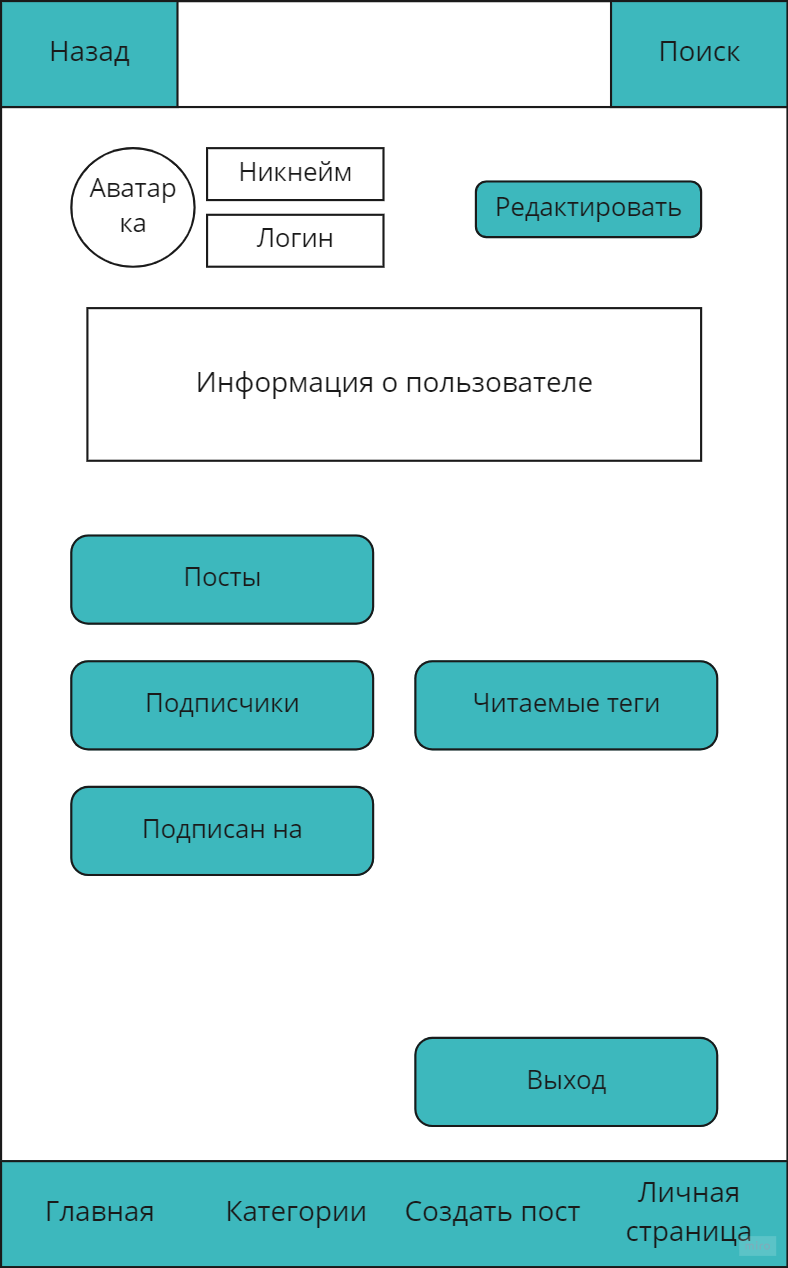 Назад
Поиск
Аватар
ка
Никнейм
Логин
Редактировать
Информация о пользователе
Посты
Подписчики
Читаемые теги
Подписан на
Выход
Главная
Категории
Создать пост
Личная
страница